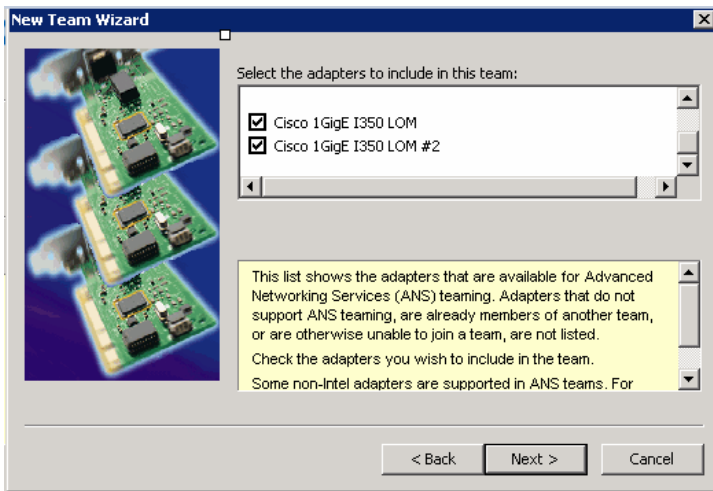 New Team Wizard
Select the adapters to include in this team:
Cisco 1GigE I350 LOM
Cisco 1GigE I350 LOM #2
This list shows the adapters that are available for Advanced
Networking Services (ANS) teaming. Adapters that do not
support ANS teaming, are already members of another team,
or are otherwise unable to join a team, are not listed.
Check the adapters you wish to include in the team.
Some non-Intel adapters are supported in ANS teams. For
< Back
Next >
Cancel